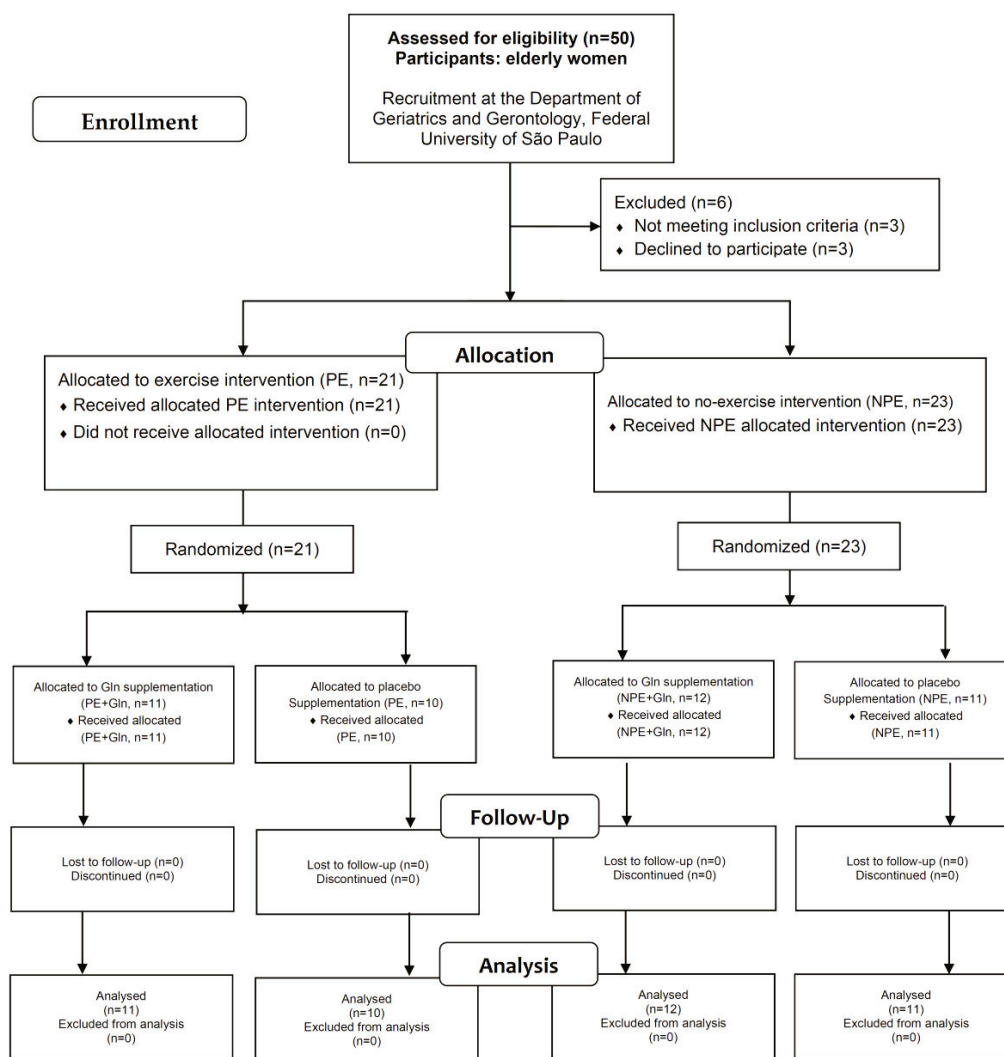 Assessed for eligibility (n=50)
Participants: elderly women
Recruitment at the Department of
Geriatrics and Gerontology, Federal
University of São Paulo
Enrollment
Excluded (n=6)
♦ Not meeting inclusion criteria (n=3)
♦ Declined to participate (n=3)
Allocation
Allocated to exercise intervention (PE, n=21)
♦ Received allocated PE intervention (n=21)
♦ Did not receive allocated intervention (n=0)
Allocated to no-exercise intervention (NPE, n=23)
♦ Received NPE allocated intervention (n=23)
Randomized (n=21)
Randomized (n=23)
Allocated to Gln supplementation
(PE+Gln, n=11)
♦ Received allocated
(PE+Gln, n=11)
Allocated to placebo
Supplementation (PE, n=10)
♦ Received allocated
(PE, n=10)
Allocated to Gln supplementation
(NPE+Gln, n=12)
♦ Received allocated
(NPE+Gln, n=12)
Allocated to placebo
Supplementation (NPE, n=11)
♦ Received allocated
(NPE, n=11)
Follow-Up
Lost to follow-up (n=0)
Discontinued (n=0)
Lost to follow-up (n=0)
Discontinued (n=0)
Lost to follow-up (n=0)
Discontinued (n=0)
Lost to follow-up (n=0)
Discontinued (n=0)
Analysis
Analysed
(n=11)
Excluded from analysis
(n=0)
Analysed
(n=10)
Excluded from analysis
(n=0)
Analysed
(n=12)
Excluded from analysis
(n=0)
Analysed
(n=11)
Excluded from analysis
(n=0)